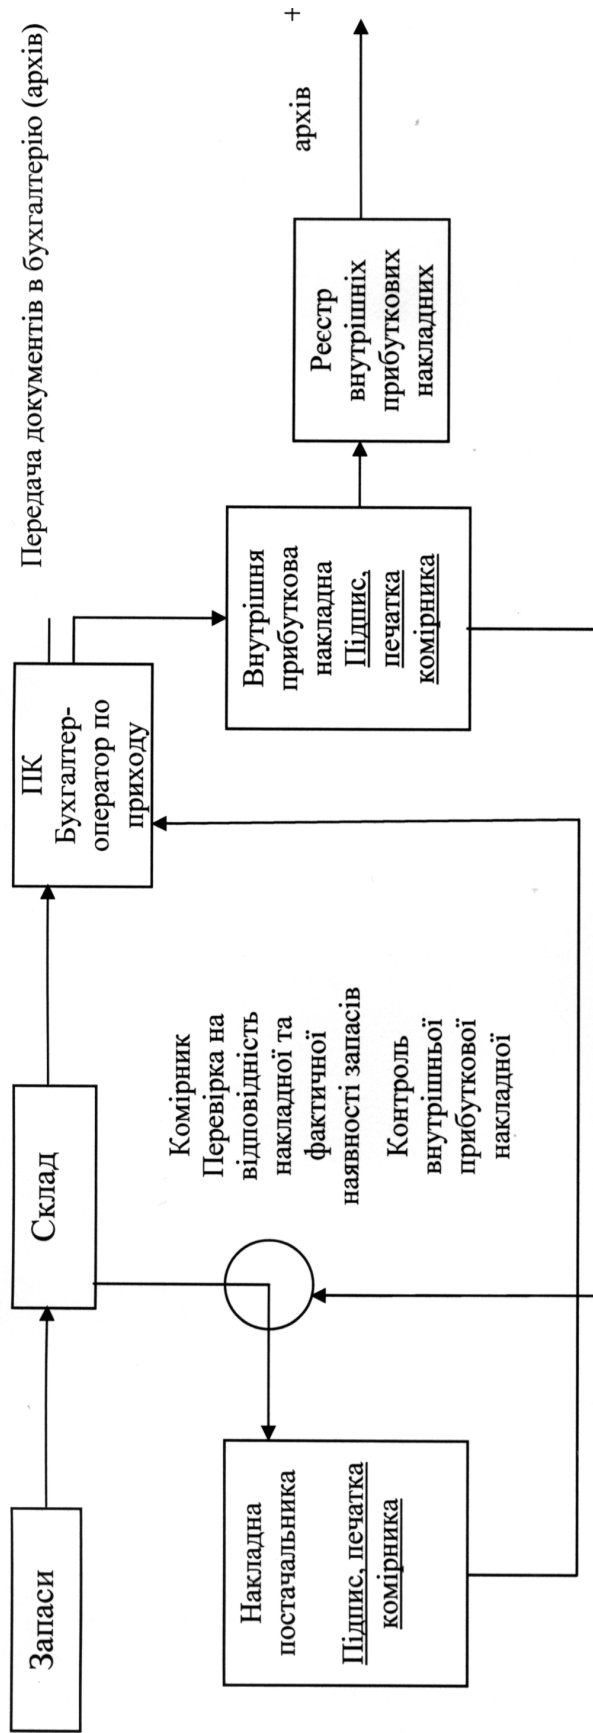 Запаси
Склад
ПК
Бухгалтер-
оператор по
приходу
Передача документів в бухгалтерію (архів)
Накладна
постачальника
Підпис, печатка
комірника
Комірник
Перевірка на
відповідність
накладної та
фактичної
наявності запасів
Контроль
внутрішньої
прибуткової
накладної
Внутрішня
прибуткова
накладна
Підпис,
печатка
комірника
Реєстр
внутрішніх
прибуткових
накладних
архів
+